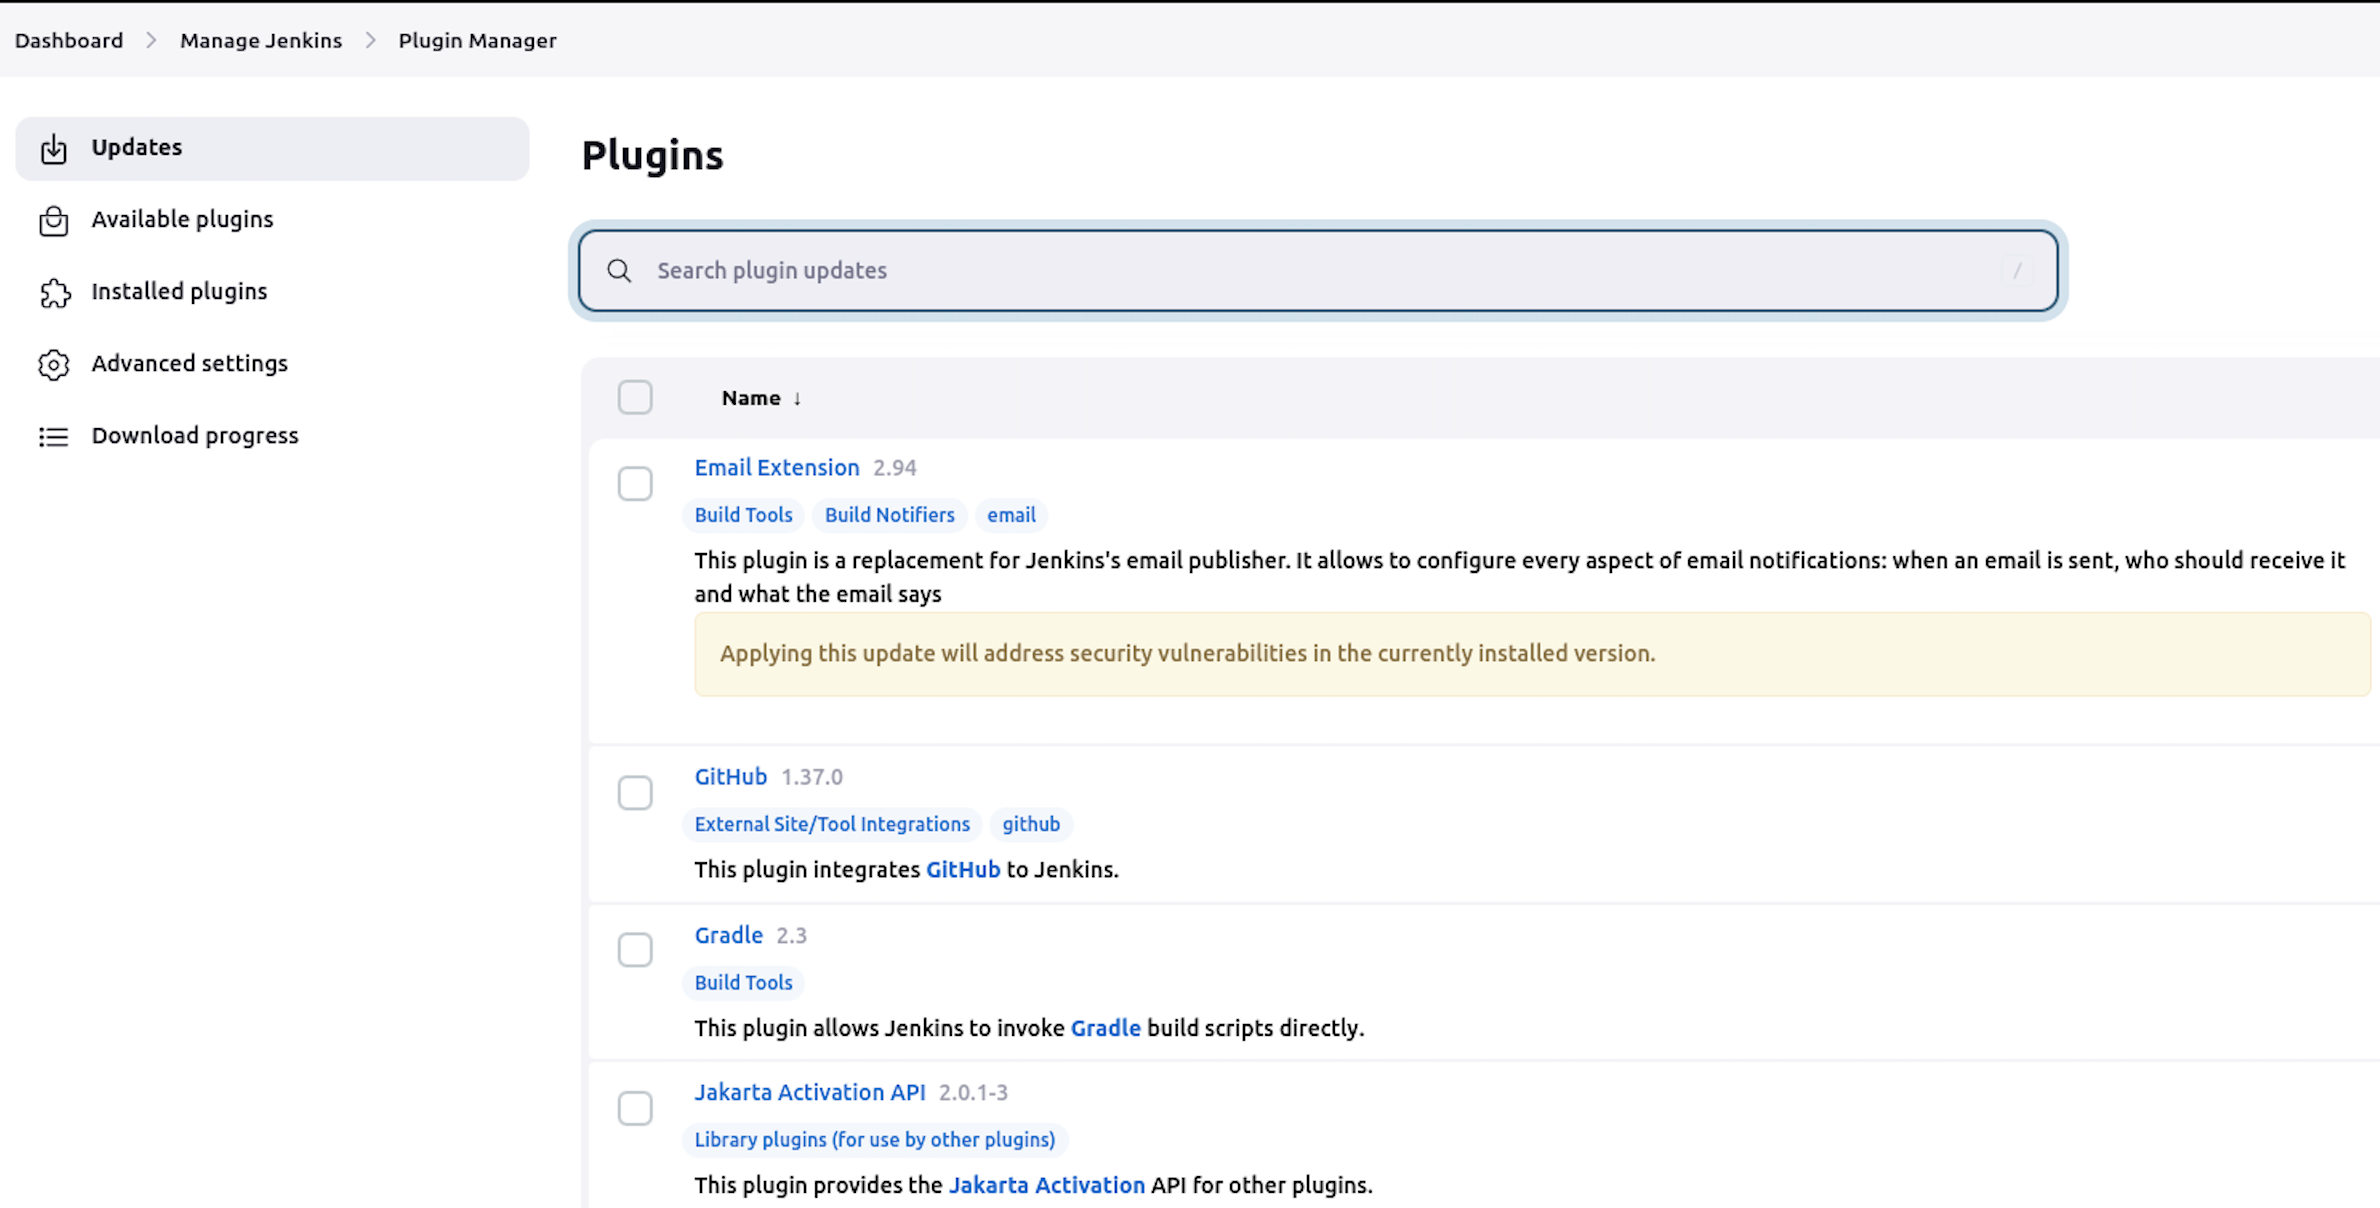 Dashboard > Manage Jenkins > Plugin Manager
Updates
Available plugins
Installed plugins
Advanced settings
Download progress
Plugins
Search plugin updates /
Name ↓
Email Extension 2.94
Build Tools Build Notifiers email
This plugin is a replacement for Jenkins's email publisher. It allows to configure every aspect of email notifications: when an email is sent, who should receive it
and what the email says
Applying this update will address security vulnerabilities in the currently installed version.
GitHub 1.37.0
External Site/Tool Integrations github
This plugin integrates GitHub to Jenkins.
Gradle 2.3
Build Tools
This plugin allows Jenkins to invoke Gradle build scripts directly.
Jakarta Activation API 2.0.1-3
Library plugins (for use by other plugins)
This plugin provides the Jakarta Activation API for other plugins.